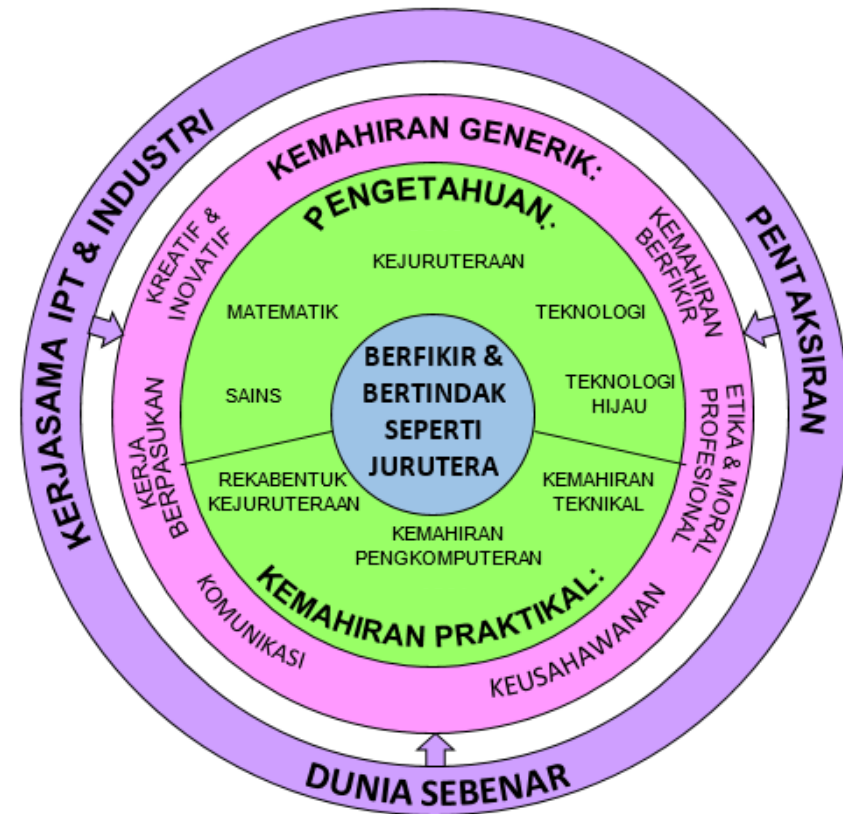 KERJASAMA IPT & INDUSTRI
PENTAKSIRAN
DUNIA SEBENAR
KEMAHIRAN GENERIK:
KREATIF &
INOVATIF
KEMAHIRAN
BERFIKIR
KERJA
BERPASUKAN
ETIKA & MORAL
PROFESIONAL
KOMUNIKASI
KEUSAHAWANAN
PENGETAHUAN:
KEJURUTERAAN
MATEMATIK
TEKNOLOGI
SAINS
TEKNOLOGI
HIJAU
BERFIKIR &
BERTINDAK
SEPERTI
JURUTERA
REKABENTUK
KEJURUTERAAN
KEMAHIRAN
TEKNIKAL
KEMAHIRAN
PENGKOMPUTERAN
KEMAHIRAN PRAKTIKAL: